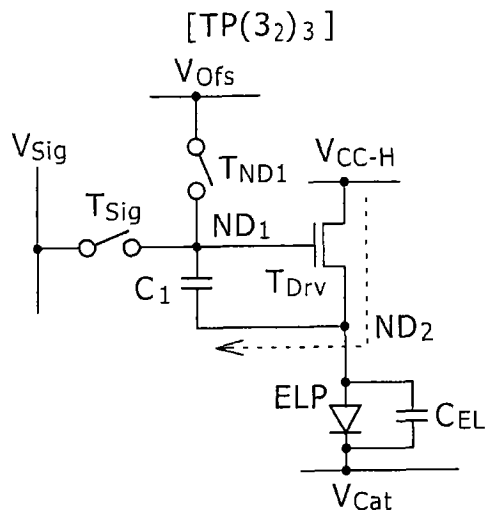 [TP(3₂)₃]
V_Ofs
V_Sig
T_ND1
V_CC-H
T_Sig
ND₁
C₁
T_Drv
ND₂
ELP
C_EL
V_Cat